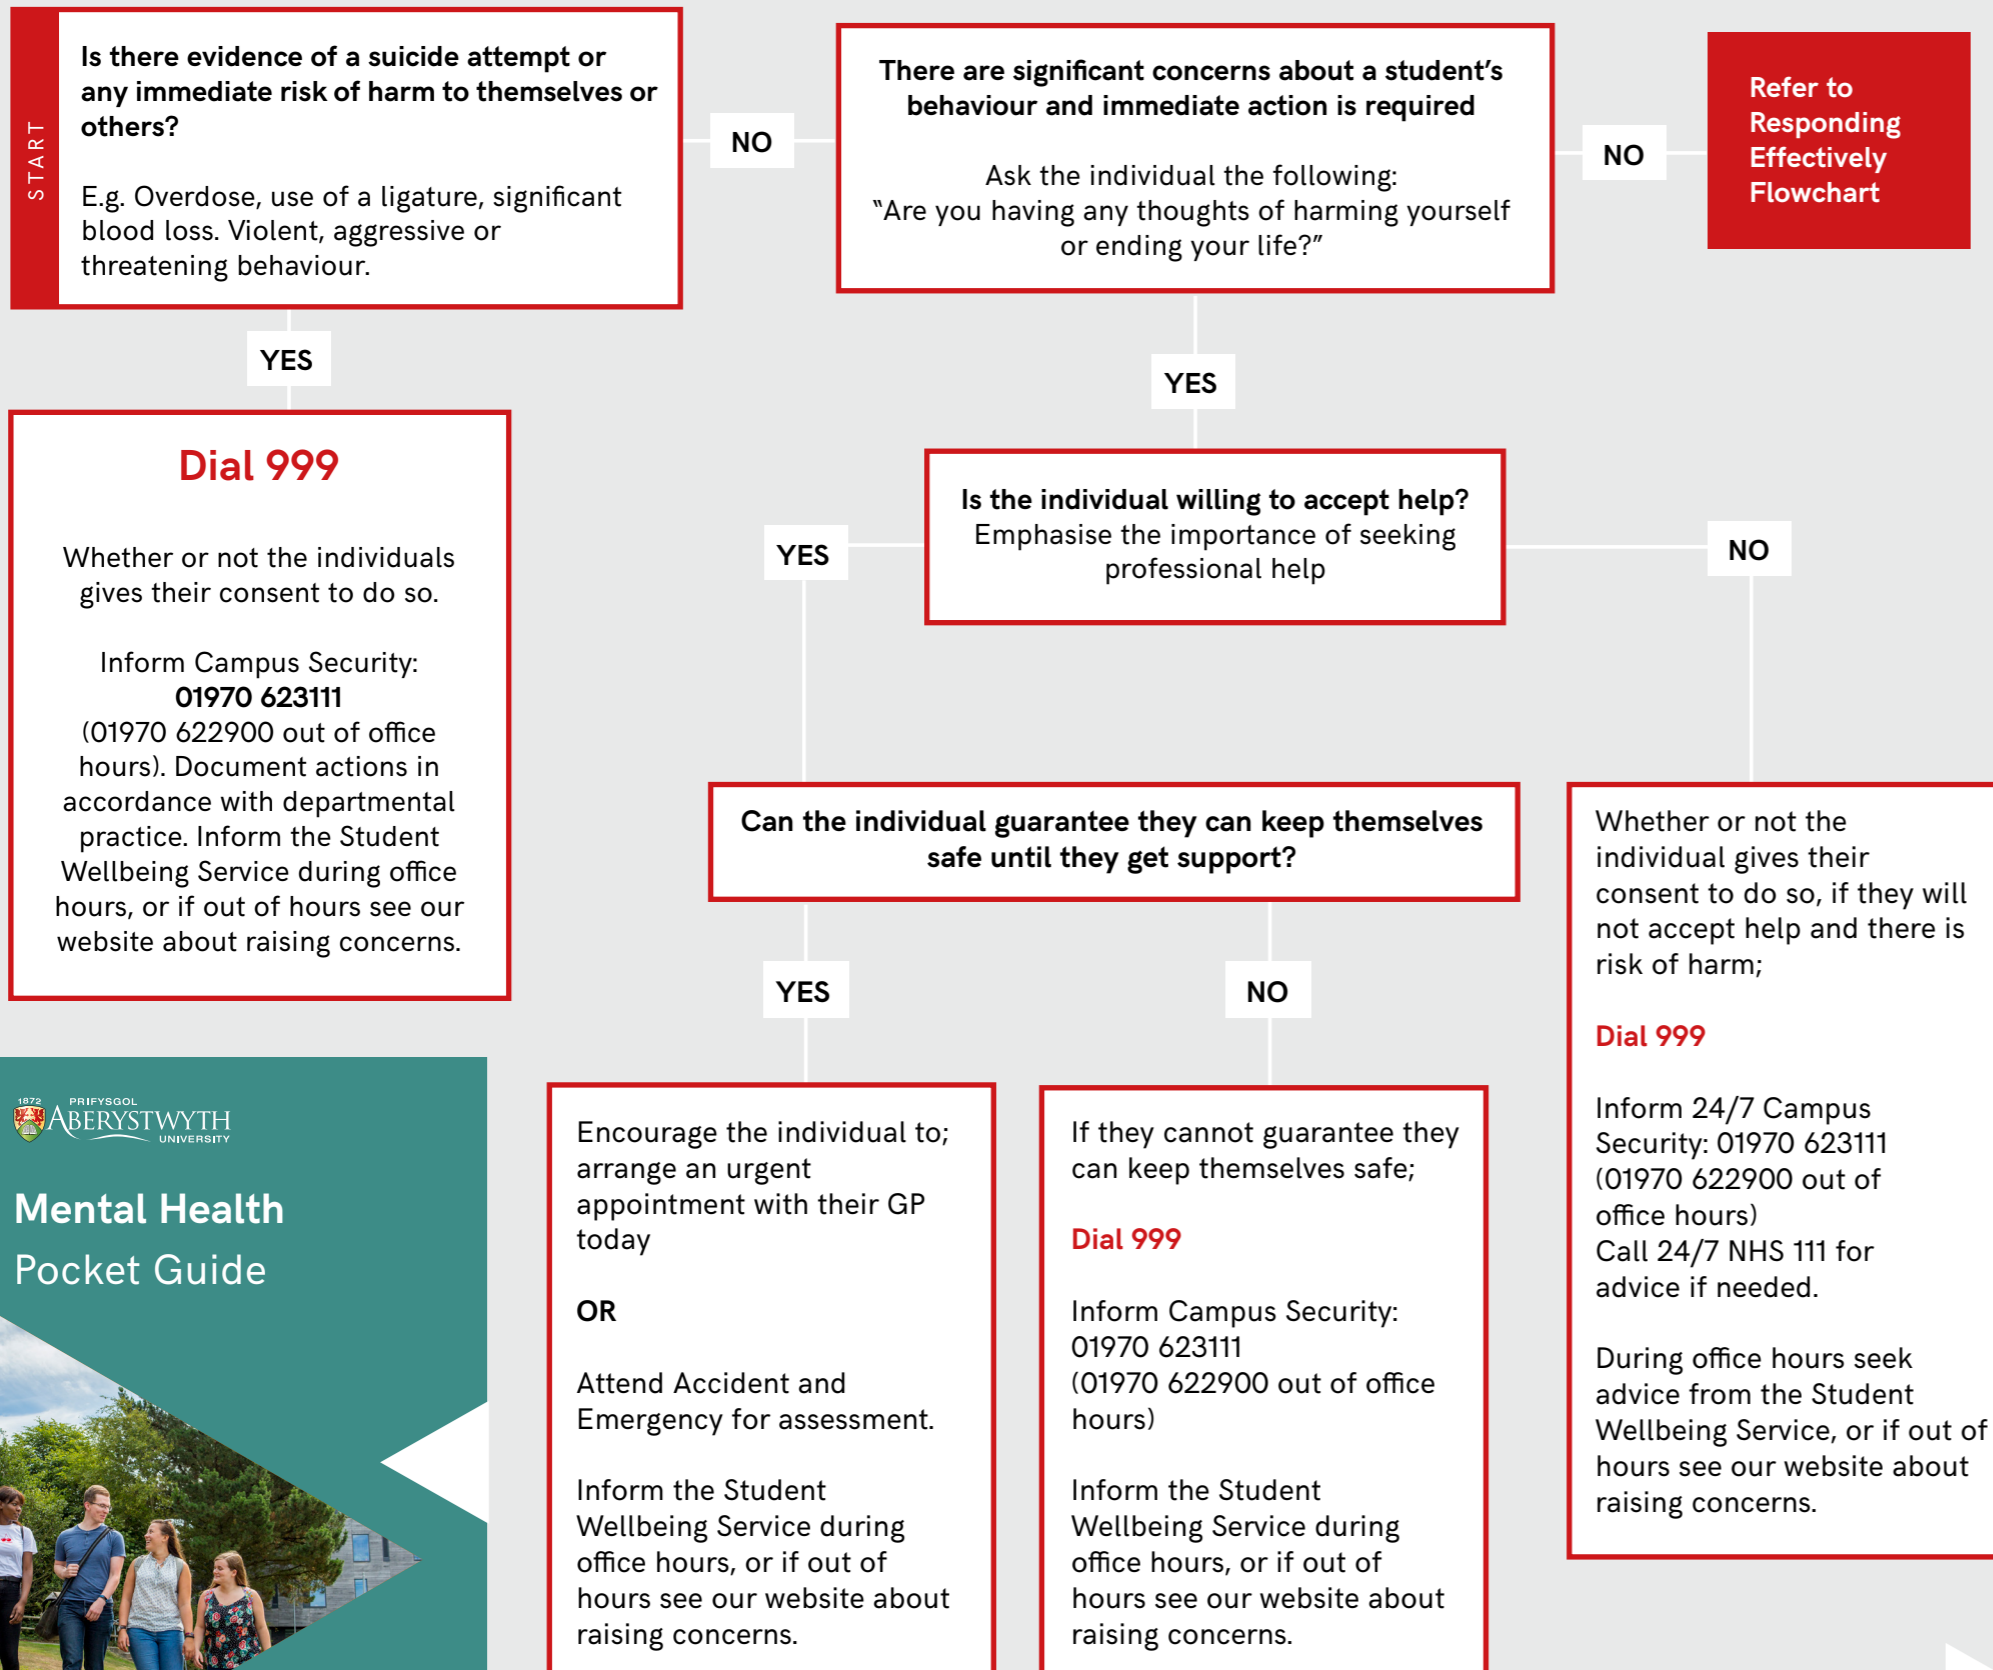 START
Is there evidence of a suicide attempt or
any immediate risk of harm to themselves or
others?
E.g. Overdose, use of a ligature, significant
blood loss. Violent, aggressive or
threatening behaviour.
NO
There are significant concerns about a student's
behaviour and immediate action is required
Ask the individual the following:
"Are you having any thoughts of harming yourself
or ending your life?"
NO
Refer to
Responding
Effectively
Flowchart
YES
Dial 999
Whether or not the individuals
gives their consent to do so.
Inform Campus Security:
01970 623111
(01970 622900 out of office
hours). Document actions in
accordance with departmental
practice. Inform the Student
Wellbeing Service during office
hours, or if out of hours see our
website about raising concerns.
YES
Is the individual willing to accept help?
Emphasise the importance of seeking
professional help
YES
NO
Can the individual guarantee they can keep themselves
safe until they get support?
YES
NO
Encourage the individual to;
arrange an urgent
appointment with their GP
today
OR
Attend Accident and
Emergency for assessment.
Inform the Student
Wellbeing Service during
office hours, or if out of
hours see our website about
raising concerns.
If they cannot guarantee they
can keep themselves safe;
Dial 999
Inform Campus Security:
01970 623111
(01970 622900 out of office
hours)
Inform the Student
Wellbeing Service during
office hours, or if out of
hours see our website about
raising concerns.
Whether or not the
individual gives their
consent to do so, if they will
not accept help and there is
risk of harm;
Dial 999
Inform 24/7 Campus
Security: 01970 623111
(01970 622900 out of
office hours)
Call 24/7 NHS 111 for
advice if needed.
During office hours seek
advice from the Student
Wellbeing Service, or if out of
hours see our website about
raising concerns.
1872
PRIFYSGOL
ABERYSTWYTH
UNIVERSITY
Mental Health
Pocket Guide